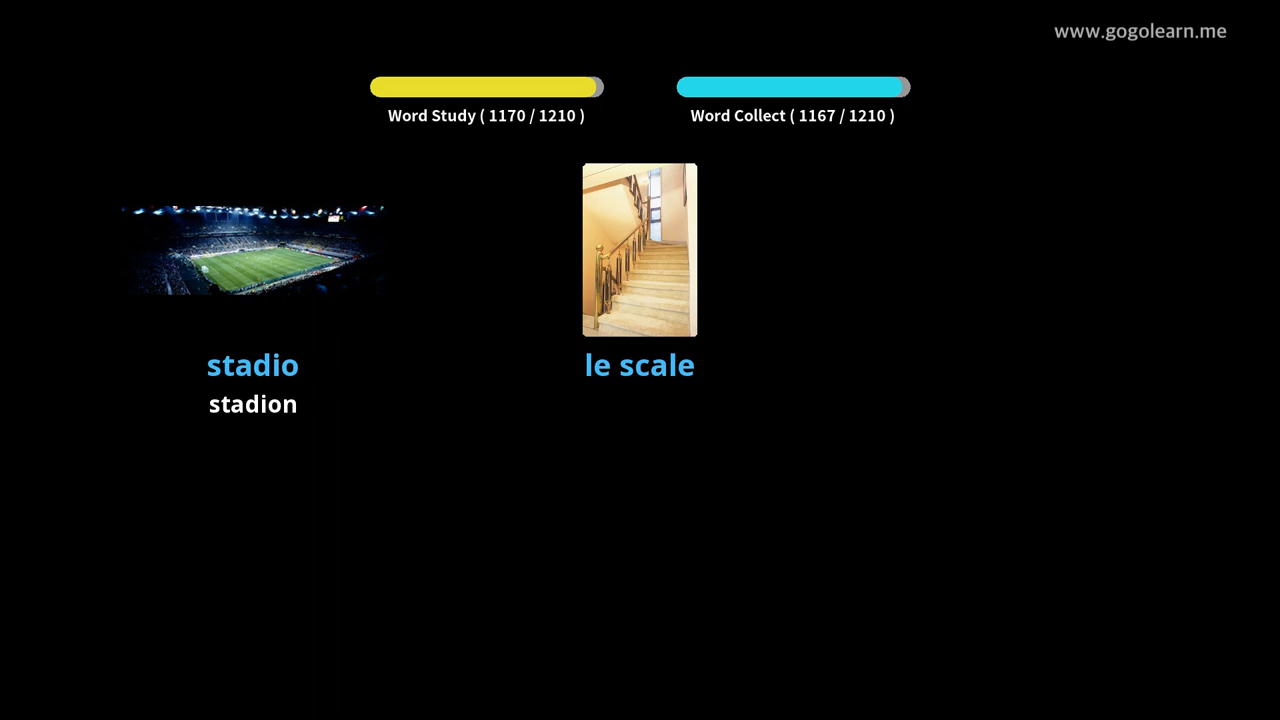 www.gogolearn.me
Word Study ( 1170 / 1210 )
Word Collect ( 1167 / 1210 )
stadio
le scale
stadion